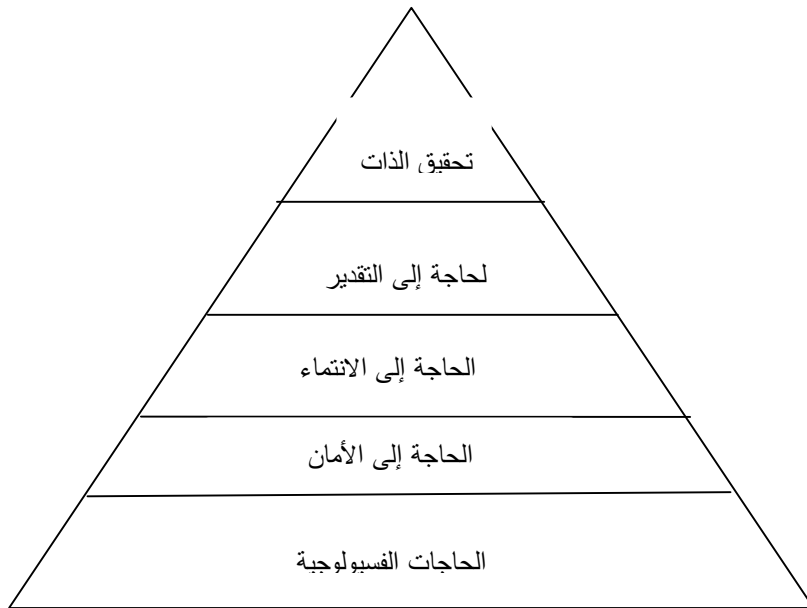 تحقيق الذات
لحاجة إلى التقدير
الحاجة إلى الانتماء
الحاجة إلى الأمان
الحاجات الفسيولوجية